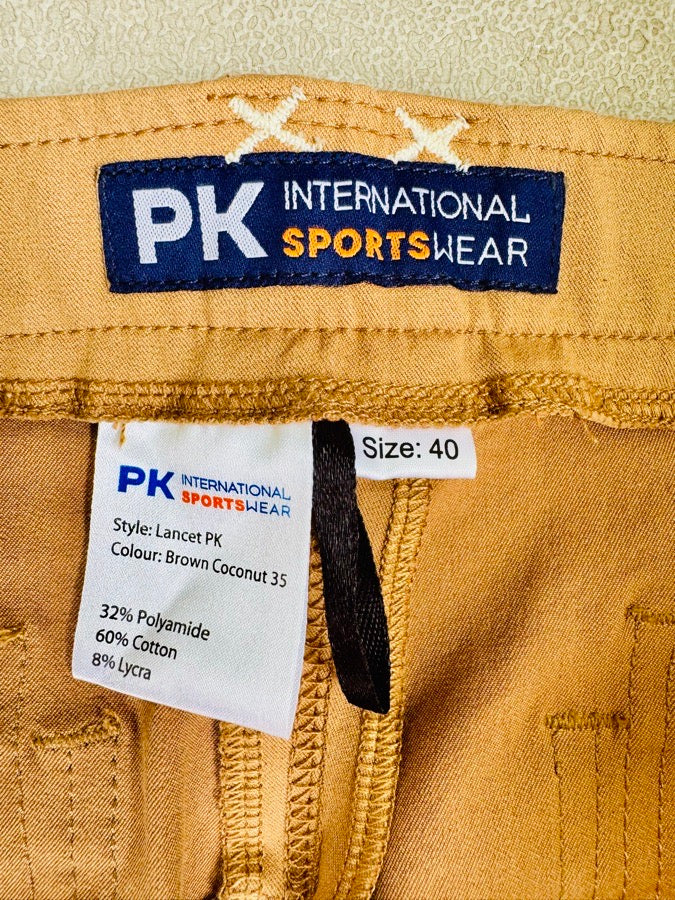 PK INTERNATIONAL
SPORTSWEAR
Size: 40
PK INTERNATIONAL
SPORTSWEAR
Style: Lancet PK
Colour: Brown Coconut 35
32% Polyamide
60% Cotton
8% Lycra